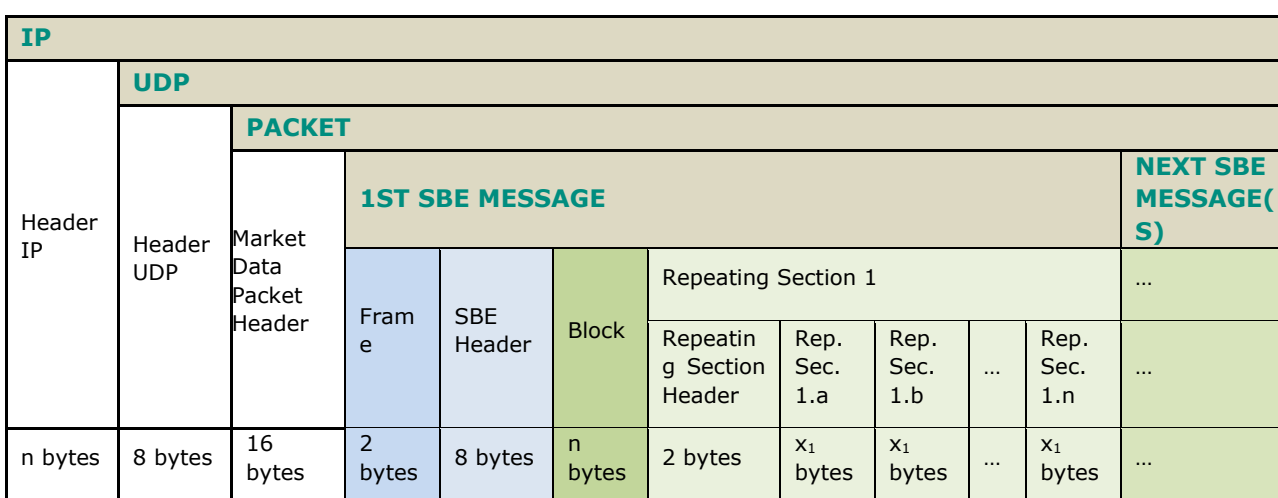 IP
UDP
PACKET
Header
IP
Header
UDP
Market
Data
Packet
Header
1ST SBE MESSAGE
NEXT SBE
MESSAGE(
S)
Fram
e
SBE
Header
Block
Repeating Section 1
...
Repeatin
g Section
Header
Rep.
Sec.
1.a
Rep.
Sec.
1.b
...
Rep.
Sec.
1.n
...
n bytes
8 bytes
16
bytes
2
bytes
8 bytes
n
bytes
2 bytes
x₁
bytes
x₁
bytes
...
x₁
bytes
...